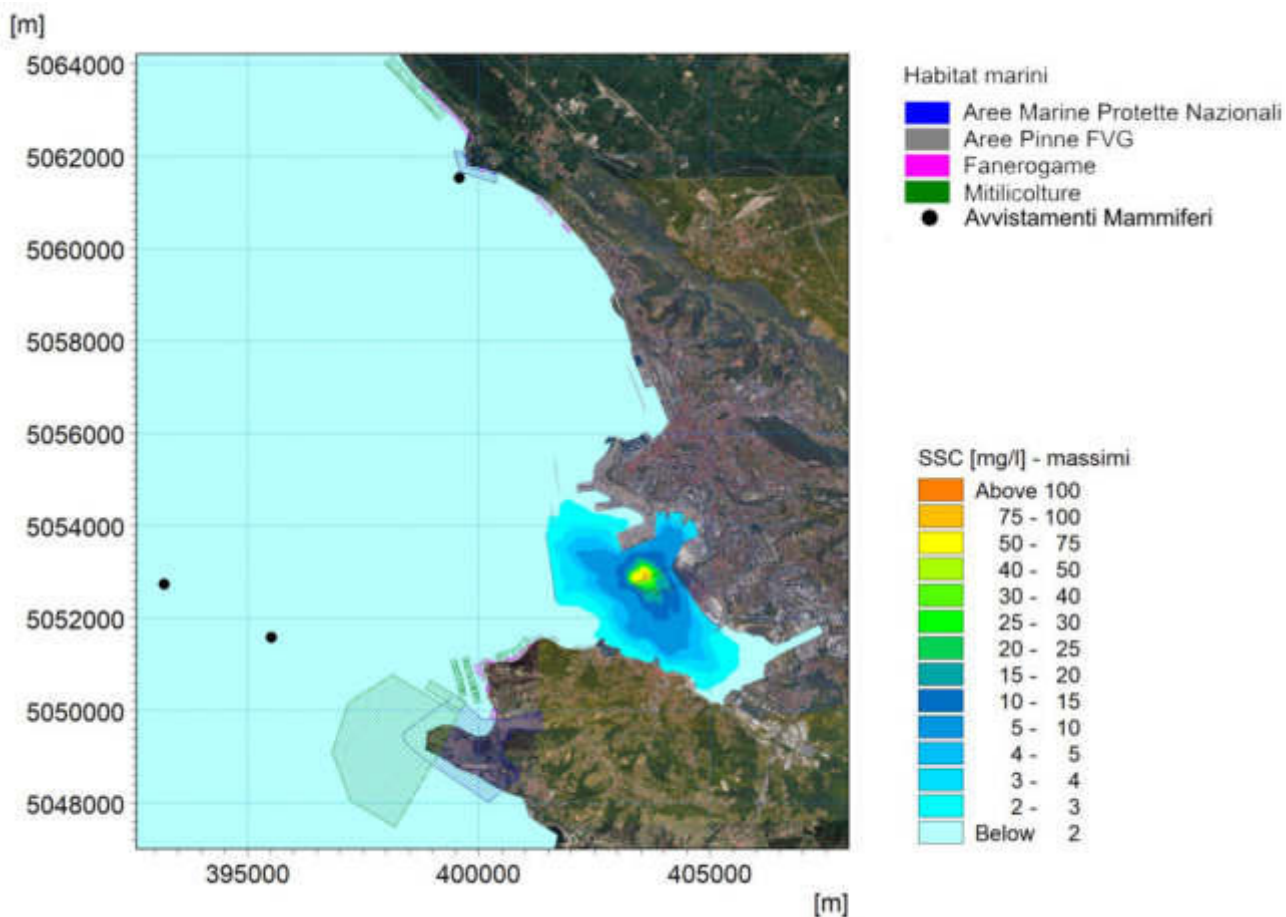 [m]
5064000
5062000
5060000
5058000
5056000
5054000
5052000
5050000
5048000
395000
400000
405000
[m]
Habitat marini
Aree Marine Protette Nazionali
Aree Pinne FVG
Fanerogame
Mitilicolture
Avvistamenti Mammiferi
SSC [mg/l] - massimi
Above 100
75 - 100
50 - 75
40 - 50
30 - 40
25 - 30
20 - 25
15 - 20
10 - 15
5 - 10
4 - 5
3 - 4
2 - 3
Below 2